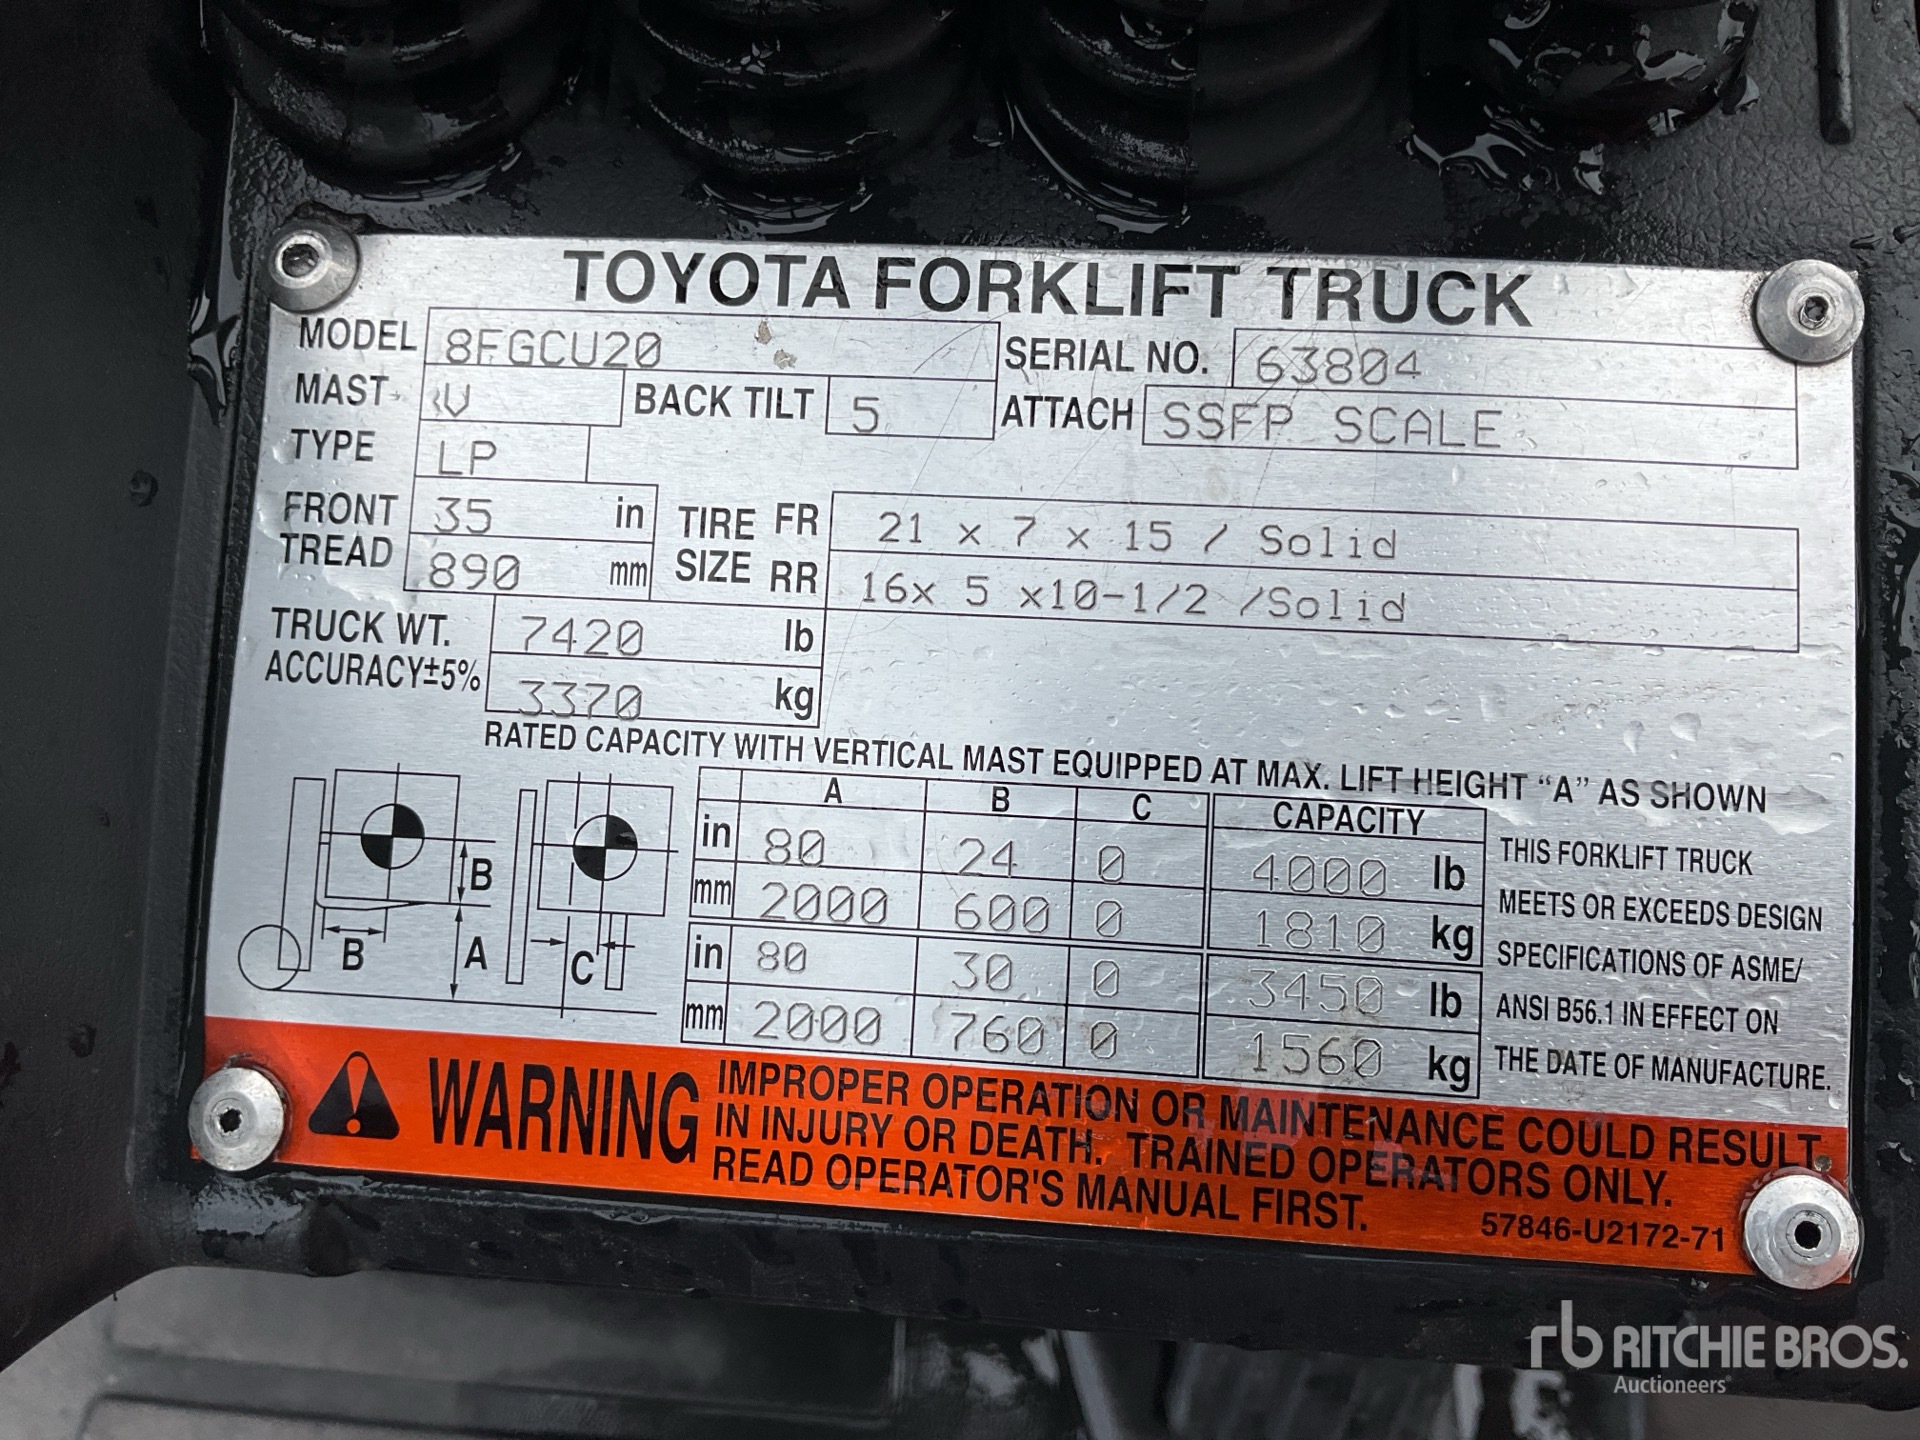 TOYOTA FORKLIFT TRUCK
MODEL 8FGCU20 SERIAL NO. 63804
MAST V BACK TILT 5 ATTACH SSFP SCALE
TYPE LP
FRONT TREAD 35 in TIRE SIZE FR 21 x 7 x 15 / Solid
890 mm RR 16x 5 x10-1/2 /Solid
TRUCK WT. 7420 lb
ACCURACY±5% 3370 kg
RATED CAPACITY WITH VERTICAL MAST EQUIPPED AT MAX. LIFT HEIGHT "A" AS SHOWN
A B C CAPACITY
in 80 24 0 4000 lb
mm 2000 600 0 1810 kg
in 80 30 0 3450 lb
mm 2000 760 0 1560 kg
B
B
A
C
THIS FORKLIFT TRUCK
MEETS OR EXCEEDS DESIGN
SPECIFICATIONS OF ASME/
ANSI B56.1 IN EFFECT ON
THE DATE OF MANUFACTURE.
WARNING
IMPROPER OPERATION OR MAINTENANCE COULD RESULT
IN INJURY OR DEATH. TRAINED OPERATORS ONLY.
READ OPERATOR'S MANUAL FIRST.
57846-U2172-71
rb RITCHIE BROS.
Auctioneers